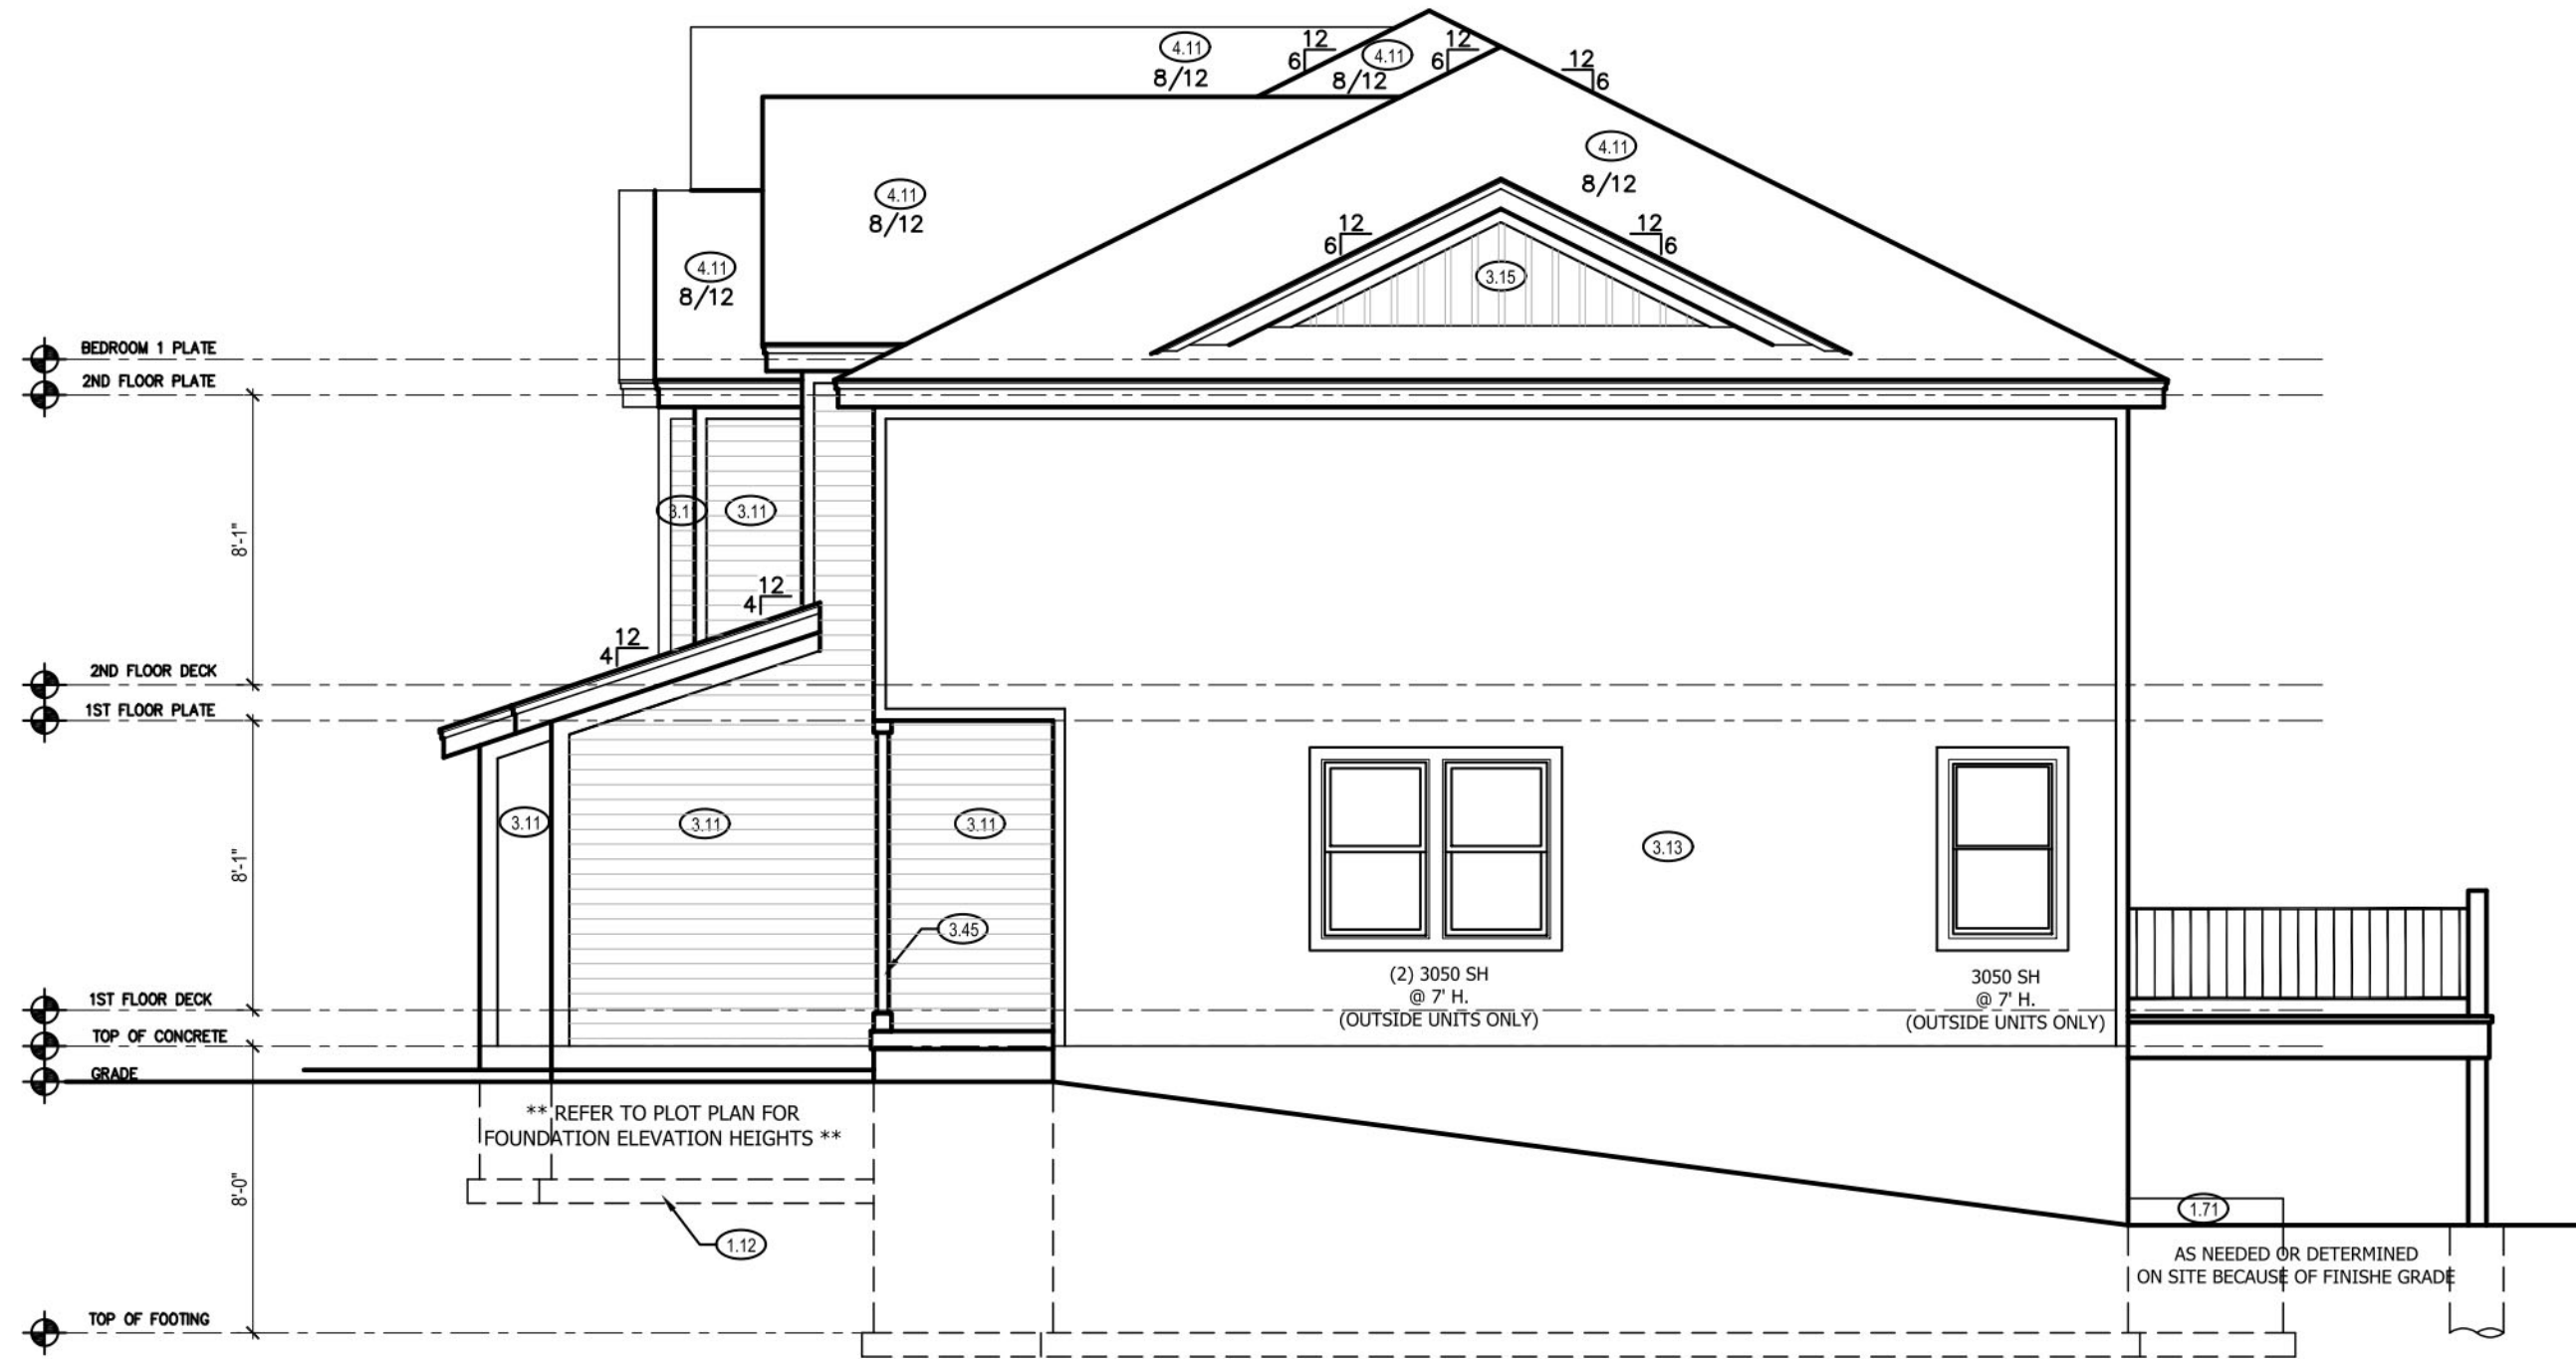 4.11
8/12
12
6
4.11
8/12
12
6
12
6
4.11
8/12
4.11
8/12
4.11
8/12
12
6
12
6
3.15
BEDROOM 1 PLATE
2ND FLOOR PLATE
8'-1"
3.11
3.11
12
4
12
4
2ND FLOOR DECK
1ST FLOOR PLATE
8'-1"
3.11
3.11
3.11
3.13
3.45
(2) 3050 SH
@ 7' H.
(OUTSIDE UNITS ONLY)
3050 SH
@ 7' H.
(OUTSIDE UNITS ONLY)
1ST FLOOR DECK
TOP OF CONCRETE
GRADE
** REFER TO PLOT PLAN FOR
FOUNDATION ELEVATION HEIGHTS **
8'-0"
1.12
1.71
AS NEEDED OR DETERMINED
ON SITE BECAUSE OF FINISHE GRADE
TOP OF FOOTING